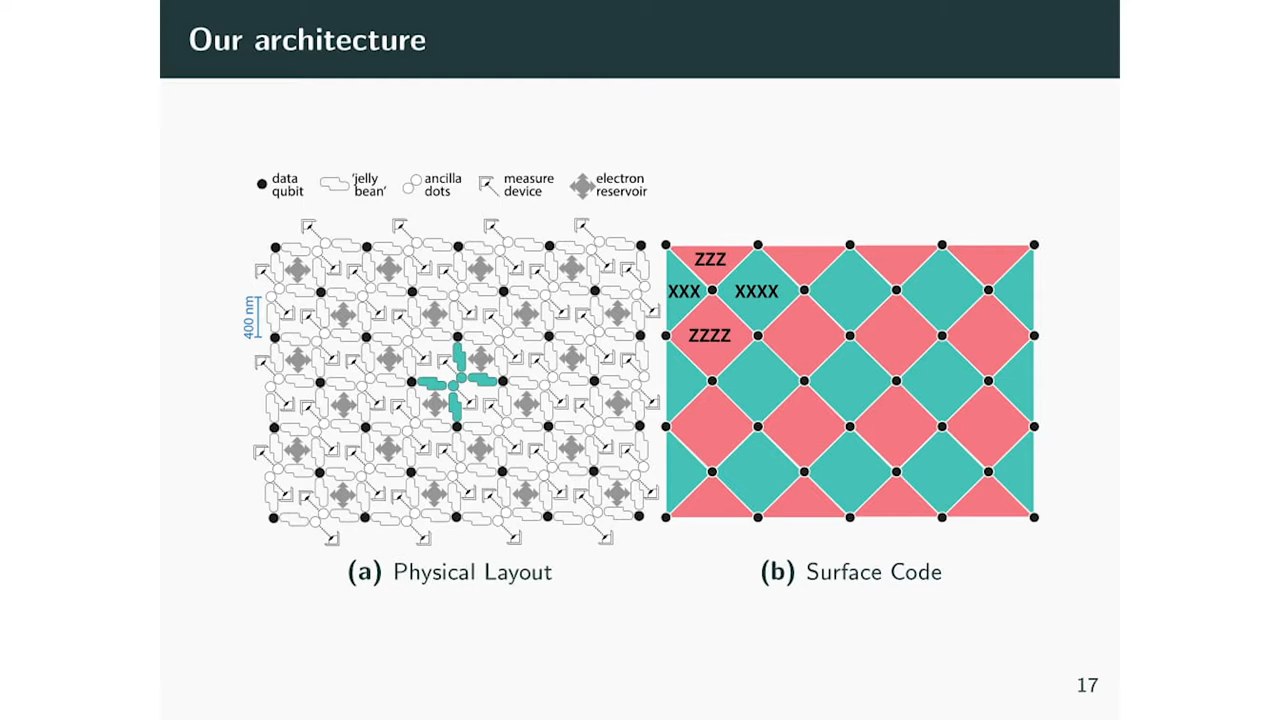 Our architecture
data qubit
'jelly bean'
ancilla dots
measure device
electron reservoir
400 nm
ZZZ
XXX XXXX
ZZZZ
(a) Physical Layout
(b) Surface Code
17